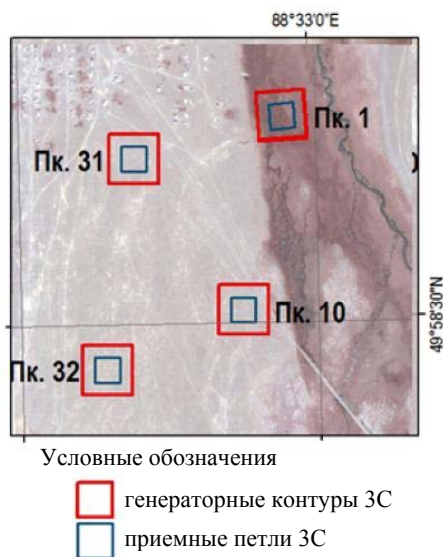 88°33'0"E
Пк. 1
Пк. 31
Пк. 10
49°58'30"N
Пк. 32
Условные обозначения
генераторные контуры ЗС
приемные петли ЗС